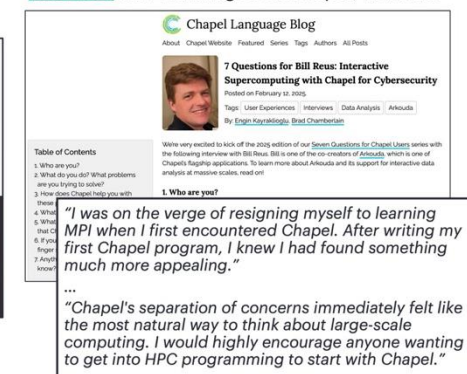 Chapel Language Blog
About Chapel Website Featured Series Tags Authors All Posts
7 Questions for Bill Reus: Interactive
Supercomputing with Chapel for Cybersecurity
Posted on February 12, 2025.
Tags: User Experiences Interviews Data Analysis Arkouda
By: Engin Kayraklioglu, Brad Chamberlain
We're very excited to kick off the 2025 edition of our Seven Questions for Chapel Users series with
the following interview with Bill Reus. Bill is one of the co-creators of Arkouda, which is one of
Chapel's flagship applications. To learn more about Arkouda and its support for interactive data
analysis at massive scales, read on!
1. Who are you?
Table of Contents
1. Who are you?
2. What do you do? What problems
are you trying to solve?
3. How does Chapel help you with
these
4. What
5. What
that Ch
6. If you
finger
7. Anyth
know?
"I was on the verge of resigning myself to learning
MPI when I first encountered Chapel. After writing my
first Chapel program, I knew I had found something
much more appealing."
...
"Chapel's separation of concerns immediately felt like
the most natural way to think about large-scale
computing. I would highly encourage anyone wanting
to get into HPC programming to start with Chapel."